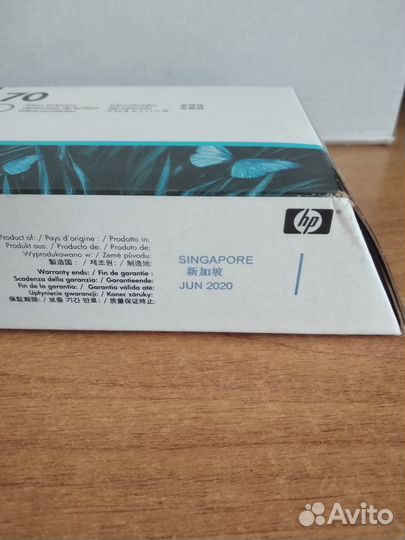 70
Product of: / Pays d'origine : / Prodotto in:
Produkt aus: / Producto de: / Produto de:
Wyprodukowano w: / Země původu:
製造国 : / 제조원: / 製造地:
SINGAPORE
新加坡
JUN 2020
Warranty ends: / Fin de garantie :
Scadenza della garanzia: / Garantieende:
Fin de la garantía: / Garantia válida até:
Upłynięcie gwarancji: / Konec záruky:
保証期限: / 보증 기간 만료: / 质量保证终止:
hp
Avito